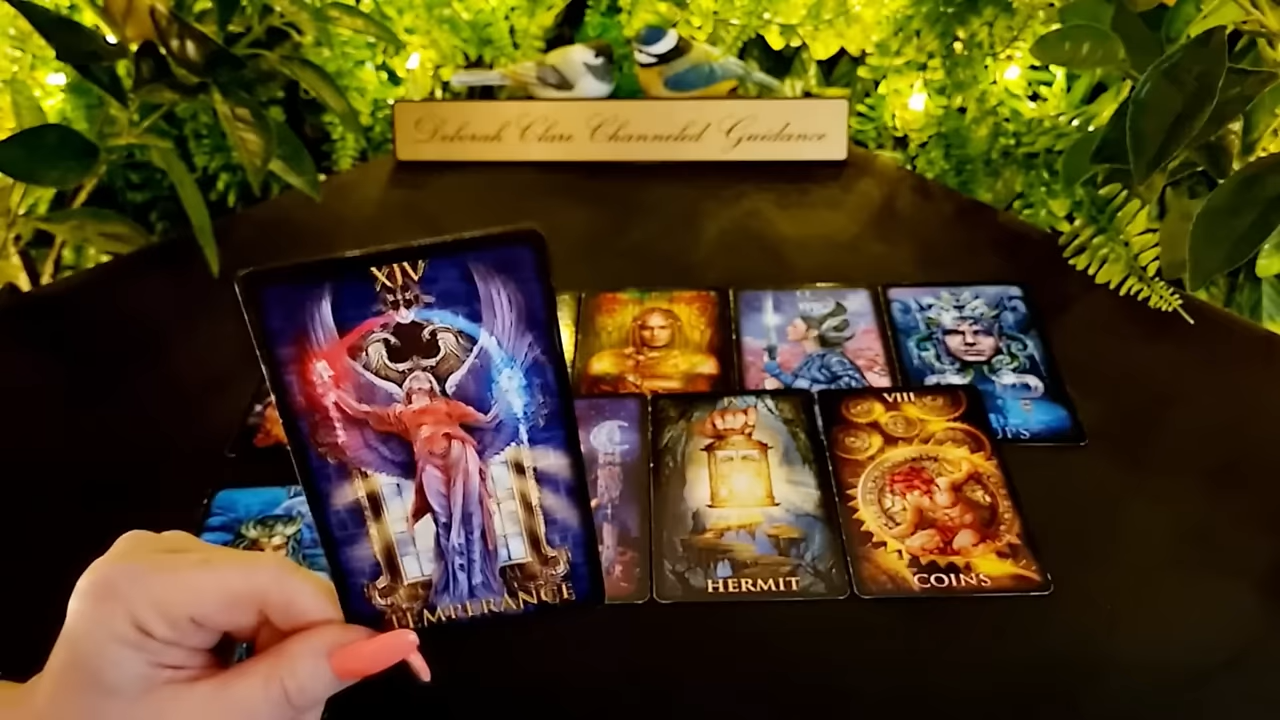 Deborah Clare Channeled Guidance
XIV
TEMPERANCE
HERMIT
VIII
COINS